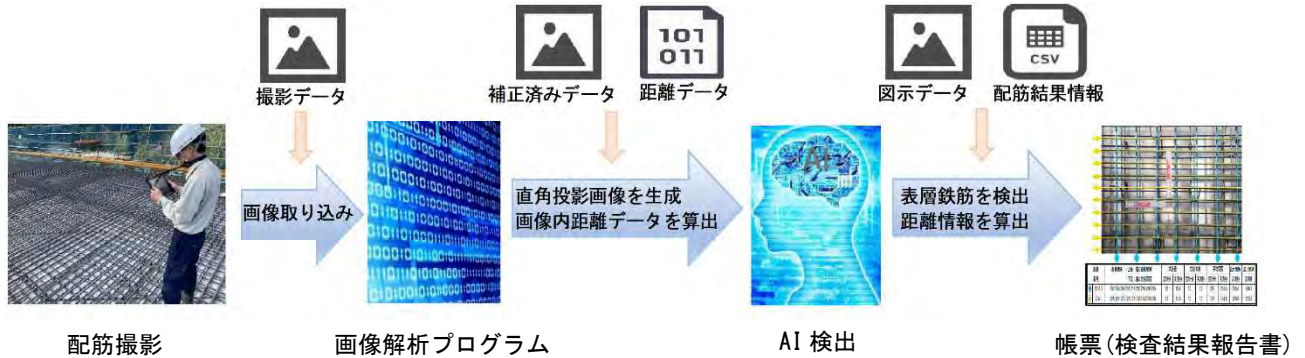 101
011
CSV
撮影データ
補正済みデータ
距離データ
図示データ
配筋結果情報
画像取り込み
直角投影画像を生成
画像内距離データを算出
AI
表層鉄筋を検出
距離情報を算出
配筋撮影
画像解析プログラム
AI 検出
帳票(検査結果報告書)